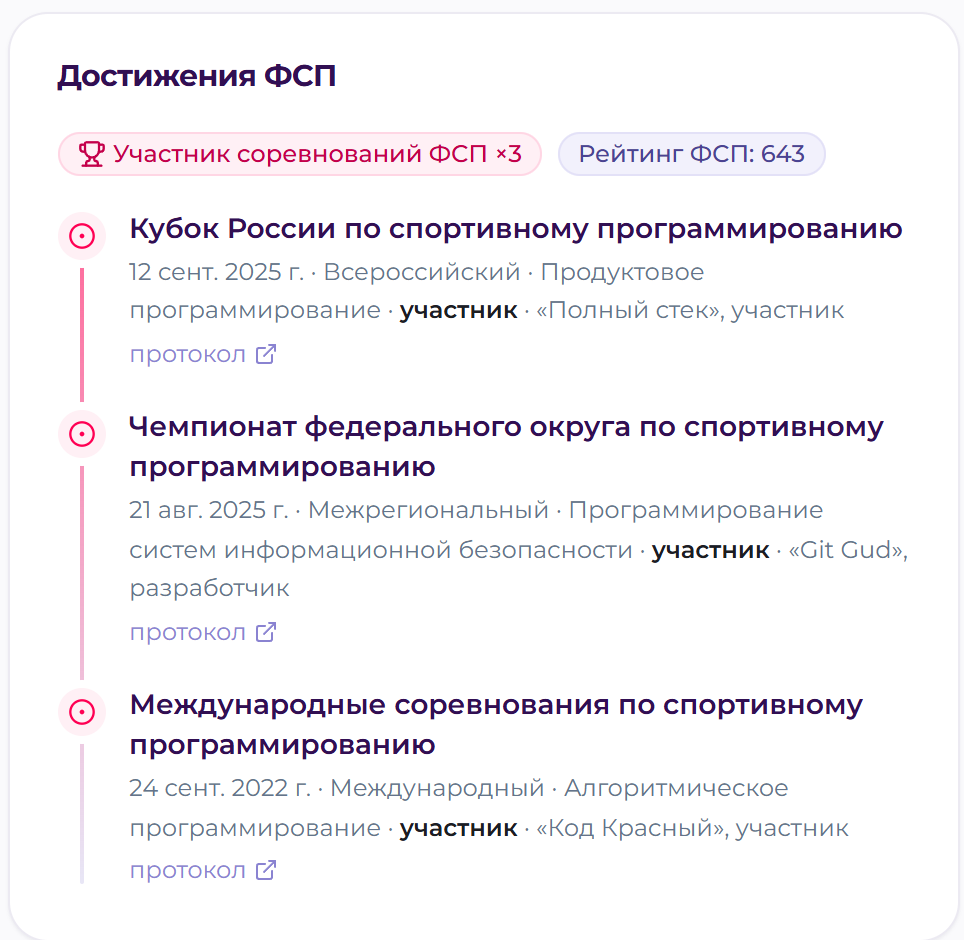 Достижения ФСП
Участник соревнований ФСП ×3
Рейтинг ФСП: 643
Кубок России по спортивному программированию
12 сент. 2025 г. · Всероссийский · Продуктовое
программирование · участник · «Полный стек», участник
протокол
Чемпионат федерального округа по спортивному
программированию
21 авг. 2025 г. · Межрегиональный · Программирование
систем информационной безопасности · участник · «Git Gud»,
разработчик
протокол
Международные соревнования по спортивному
программированию
24 сент. 2022 г. · Международный · Алгоритмическое
программирование · участник · «Код Красный», участник
протокол